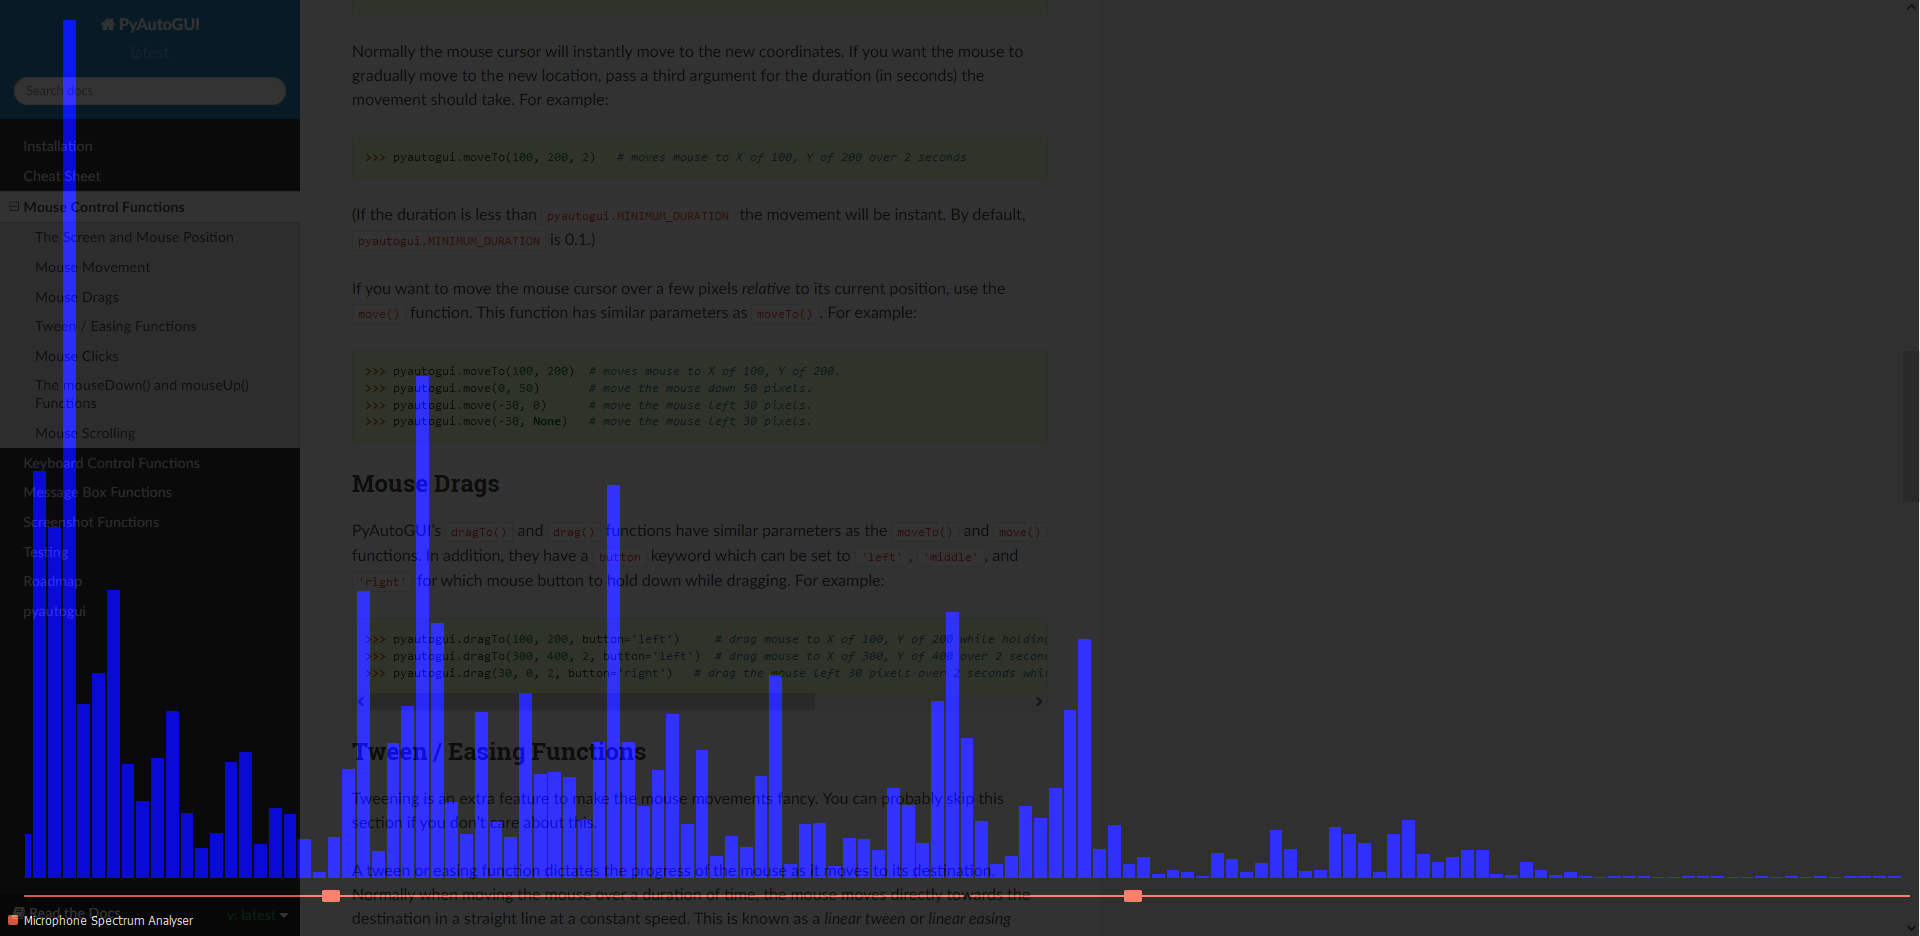 PyAutoGUI
latest
Search docs
Installation
Cheat Sheet
Mouse Control Functions
The Screen and Mouse Position
Mouse Movement
Mouse Drags
Tween / Easing Functions
Mouse Clicks
The mouseDown() and mouseUp()
Functions
Mouse Scrolling
Keyboard Control Functions
Message Box Functions
Screenshot Functions
Testing
Roadmap
pyautogui
Read the Docs
v: latest
Microphone Spectrum Analyser
Normally the mouse cursor will instantly move to the new coordinates. If you want the mouse to
gradually move to the new location, pass a third argument for the duration (in seconds) the
movement should take. For example:
>>> pyautogui.moveTo(100, 200, 2)   # moves mouse to X of 100, Y of 200 over 2 seconds
(If the duration is less than pyautogui.MINIMUM_DURATION the movement will be instant. By default,
pyautogui.MINIMUM_DURATION is 0.1.)
If you want to move the mouse cursor over a few pixels relative to its current position, use the
move() function. This function has similar parameters as moveTo() . For example:
>>> pyautogui.moveTo(100, 200)  # moves mouse to X of 100, Y of 200.
>>> pyautogui.move(0, 50)       # move the mouse down 50 pixels.
>>> pyautogui.move(-30, 0)      # move the mouse left 30 pixels.
>>> pyautogui.move(-30, None)   # move the mouse left 30 pixels.
Mouse Drags
PyAutoGUI's dragTo() and drag() functions have similar parameters as the moveTo() and move()
functions. In addition, they have a button keyword which can be set to 'left' , 'middle' , and
'right' for which mouse button to hold down while dragging. For example:
>>> pyautogui.dragTo(100, 200, button='left')     # drag mouse to X of 100, Y of 200 while holding
>>> pyautogui.dragTo(300, 400, 2, button='left')  # drag mouse to X of 300, Y of 400 over 2 second
>>> pyautogui.drag(30, 0, 2, button='right')   # drag the mouse left 30 pixels over 2 seconds whi
Tween / Easing Functions
Tweening is an extra feature to make the mouse movements fancy. You can probably skip this
section if you don't care about this.
A tween or easing function dictates the progress of the mouse as it moves to its destination.
Normally when moving the mouse over a duration of time, the mouse moves directly towards the
destination in a straight line at a constant speed. This is known as a linear tween or linear easing